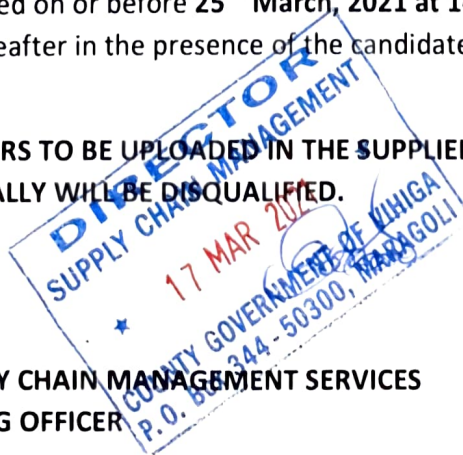 ed on or before 25 March, 2021 at 1
eafter in the presence of the candidate
RS TO BE UPLOADED IN THE SUPPLIER
ALLY WILL BE DISQUALIFIED.
DIRECTOR
SUPPLY CHAIN MANAGEMENT
17 MAR 2021
COUNTY GOVERNMENT OF VIHIGA
P.O. Box 344 - 50300, MARAGOLI
Y CHAIN MANAGEMENT SERVICES
G OFFICER